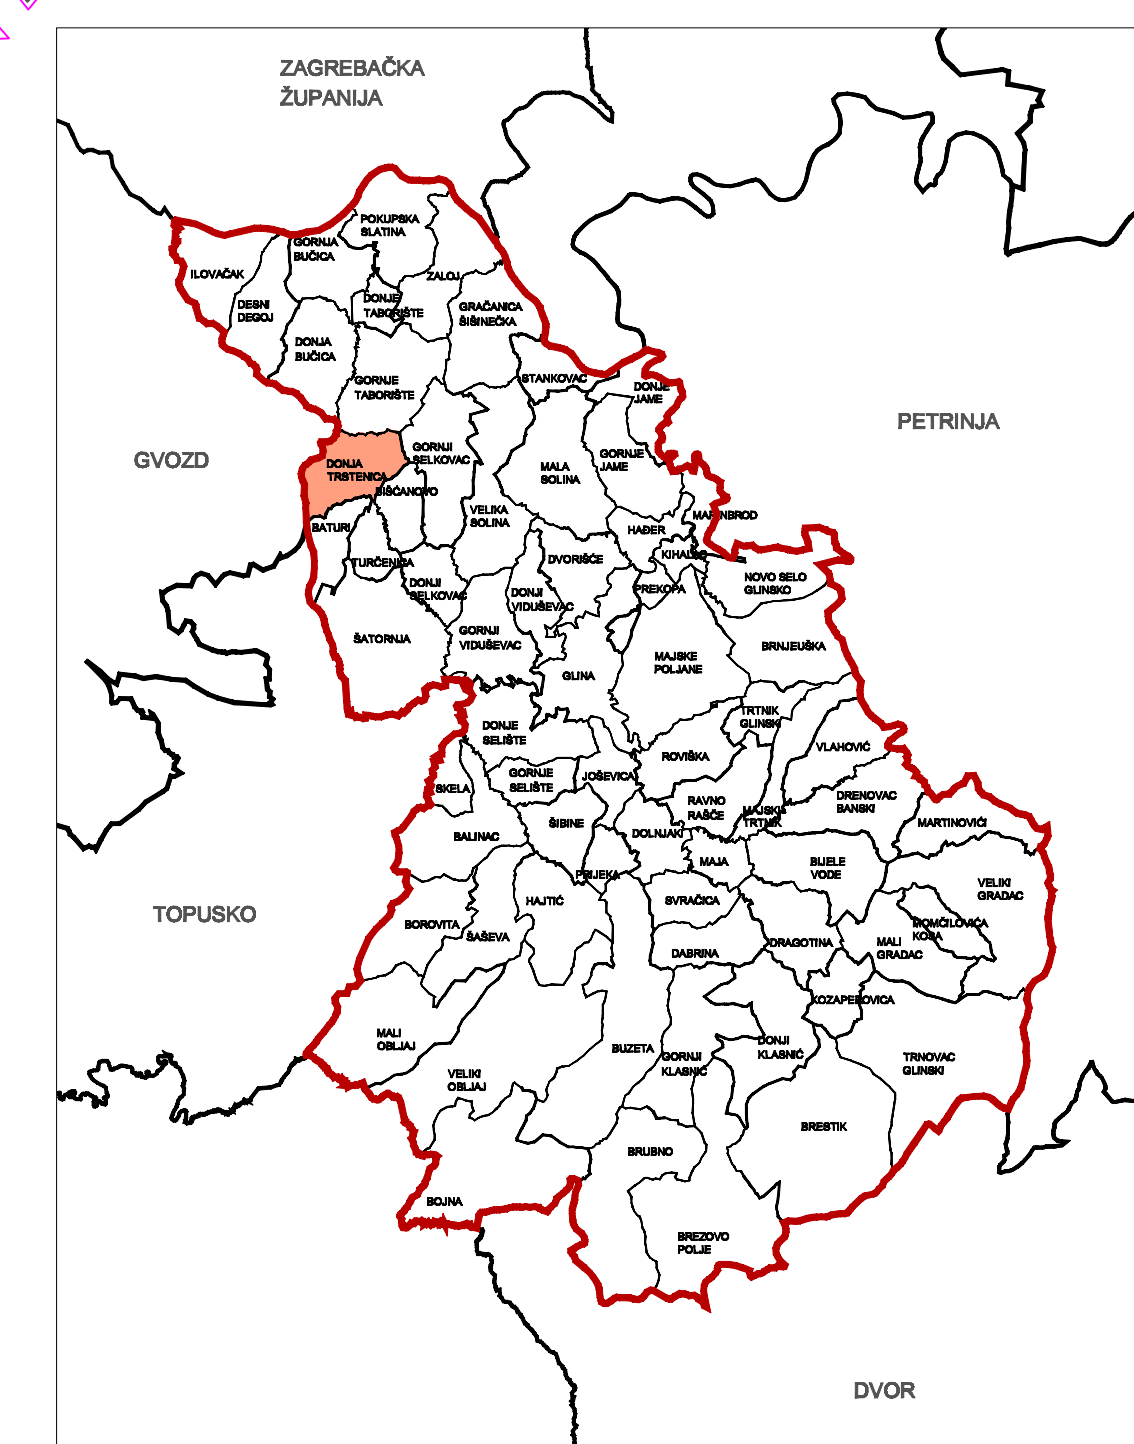 ZAGREBAČKA
ŽUPANIJA
POKUPSKA
SLATINA
GORNJA
BUČICA
ILOVAČAK
ZALOJ
DESNI
DEGOJ
DONJE
TABORIŠTE
GRAČANICA
ŠIŠINEČKA
DONJA
BUČICA
GORNJE
TABORIŠTE
STANKOVAC
DONJE
JAME
PETRINJA
GVOZD
GORNJI
SELKOVAC
DONJA
TRSTENICA
BIŠĆANOVO
MALA
SOLINA
GORNJE
JAME
VELIKA
SOLINA
MARINBROD
BATURI
HAĐER
TURČENICA
DVORIŠĆE
KIHALAC
DONJI
SELKOVAC
DONJI
VIDUŠEVAC
PREKOPA
NOVO SELO
GLINSKO
ŠATORNJA
GORNJI
VIDUŠEVAC
GLINA
MAJSKE
POLJANE
BRNJEUŠKA
TRTNIK
GLINSKI
DONJE
SELIŠTE
ROVIŠKA
VLAHOVIĆ
GORNJE
SELIŠTE
JOŠEVICA
SKELA
RAVNO
RAŠČE
MAJSKI
TRTNIK
DRENOVAC
BANSKI
MARTINOVIĆI
BALINAC
ŠIBINE
DOLNJAKI
PRIJEKA
MAJA
BIJELE
VODE
VELIKI
GRADAC
TOPUSKO
HAJTIĆ
SVRAČICA
BOROVITA
ŠAŠEVA
DABRINA
DRAGOTINA
MALI
GRADAC
MOMČILOVIĆA
KOSA
KOZAPEROVICA
MALI
OBLJAJ
BUZETA
GORNJI
KLASNIĆ
DONJI
KLASNIĆ
TRNOVAC
GLINSKI
VELIKI
OBLJAJ
BRESTIK
BRUBNO
BOJNA
BREZOVO
POLJE
DVOR